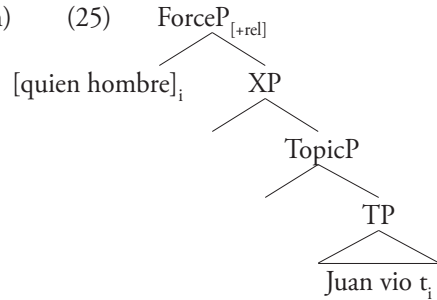 ) (25) ForceP[+rel]
[quien hombre]i XP
TopicP
TP
Juan vio ti